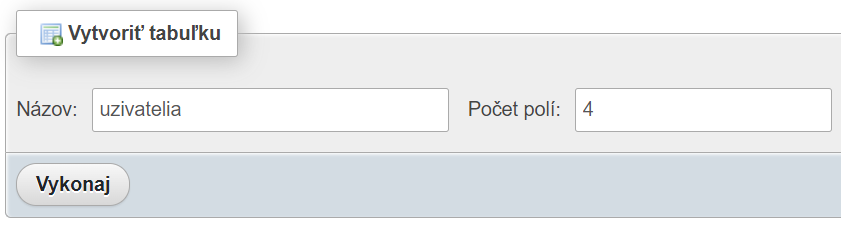 Vytvoriť tabuľku
Názov: uzivatelia Počet polí: 4
Vykonaj